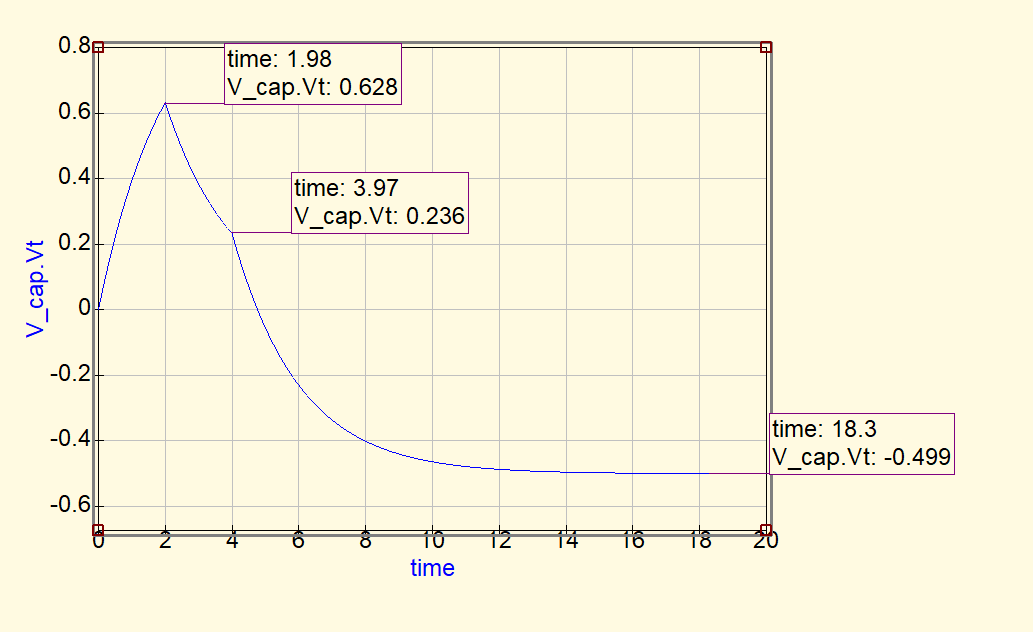 0.8
time: 1.98
V_cap.Vt: 0.628
0.6
0.4
time: 3.97
V_cap.Vt: 0.236
0.2
V_cap.Vt
0
-0.2
-0.4
time: 18.3
V_cap.Vt: -0.499
-0.6
0 2 4 6 8 10 12 14 16 18 20
time